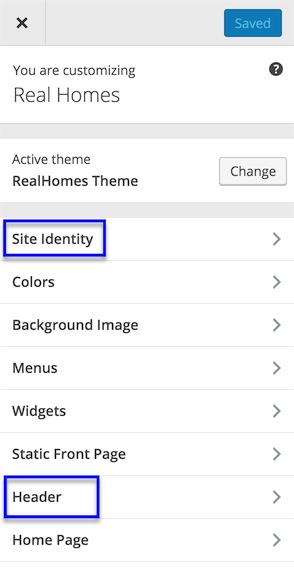 Saved
You are customizing
Real Homes
Active theme
RealHomes Theme
Change
Site Identity
Colors
Background Image
Menus
Widgets
Static Front Page
Header
Home Page